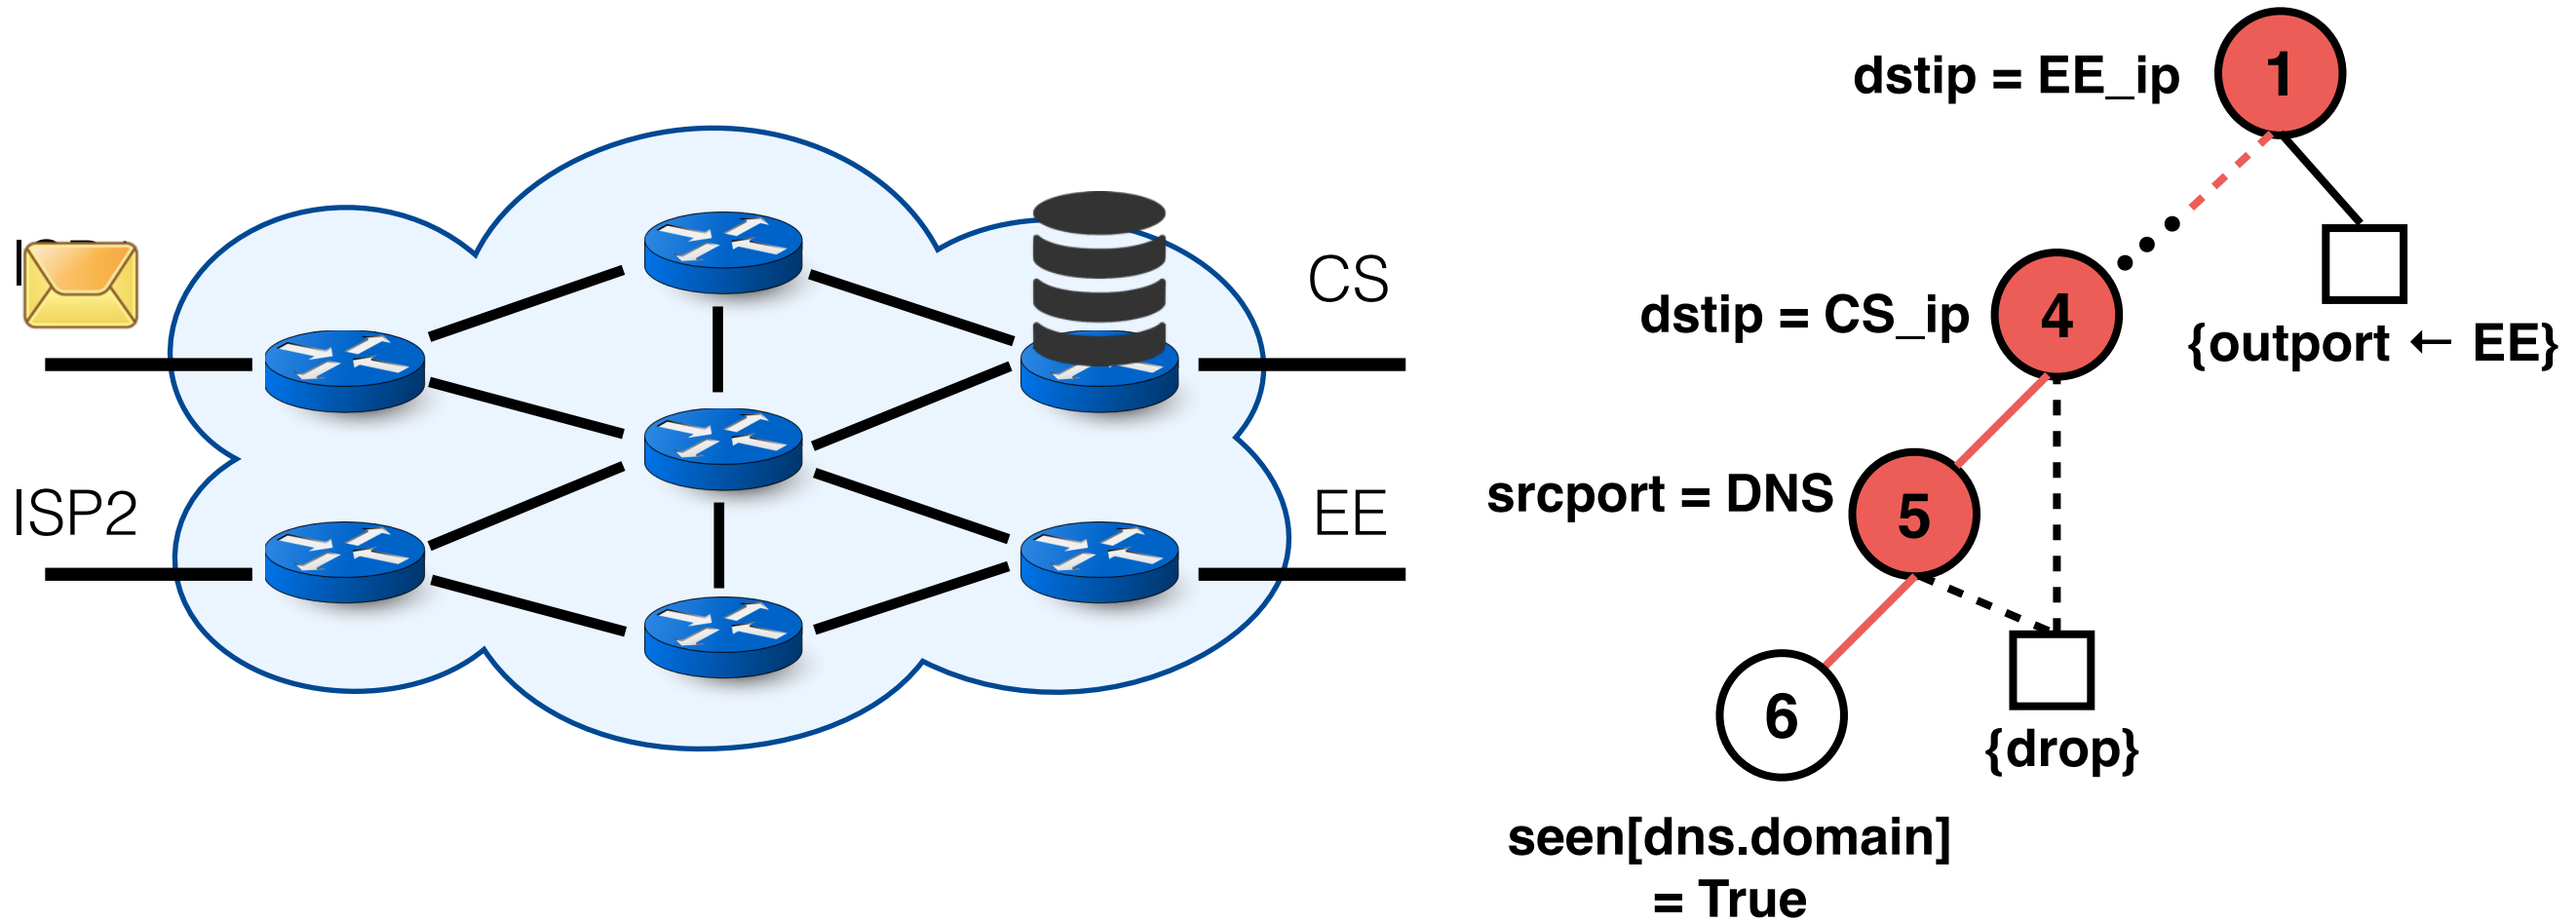 CS
ISP2
EE
1
dstip = EE_ip
{outport ← EE}
4
dstip = CS_ip
5
srcport = DNS
6
{drop}
seen[dns.domain]
= True